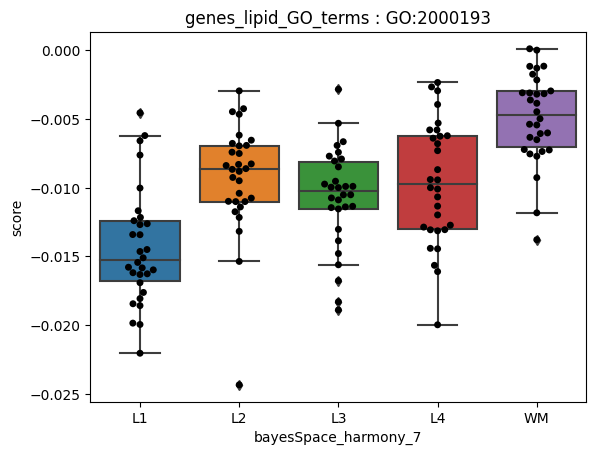 genes_lipid_GO_terms : GO:2000193
0.000
−0.005
−0.010
−0.015
−0.020
−0.025
score
L1 L2 L3 L4 WM
bayesSpace_harmony_7